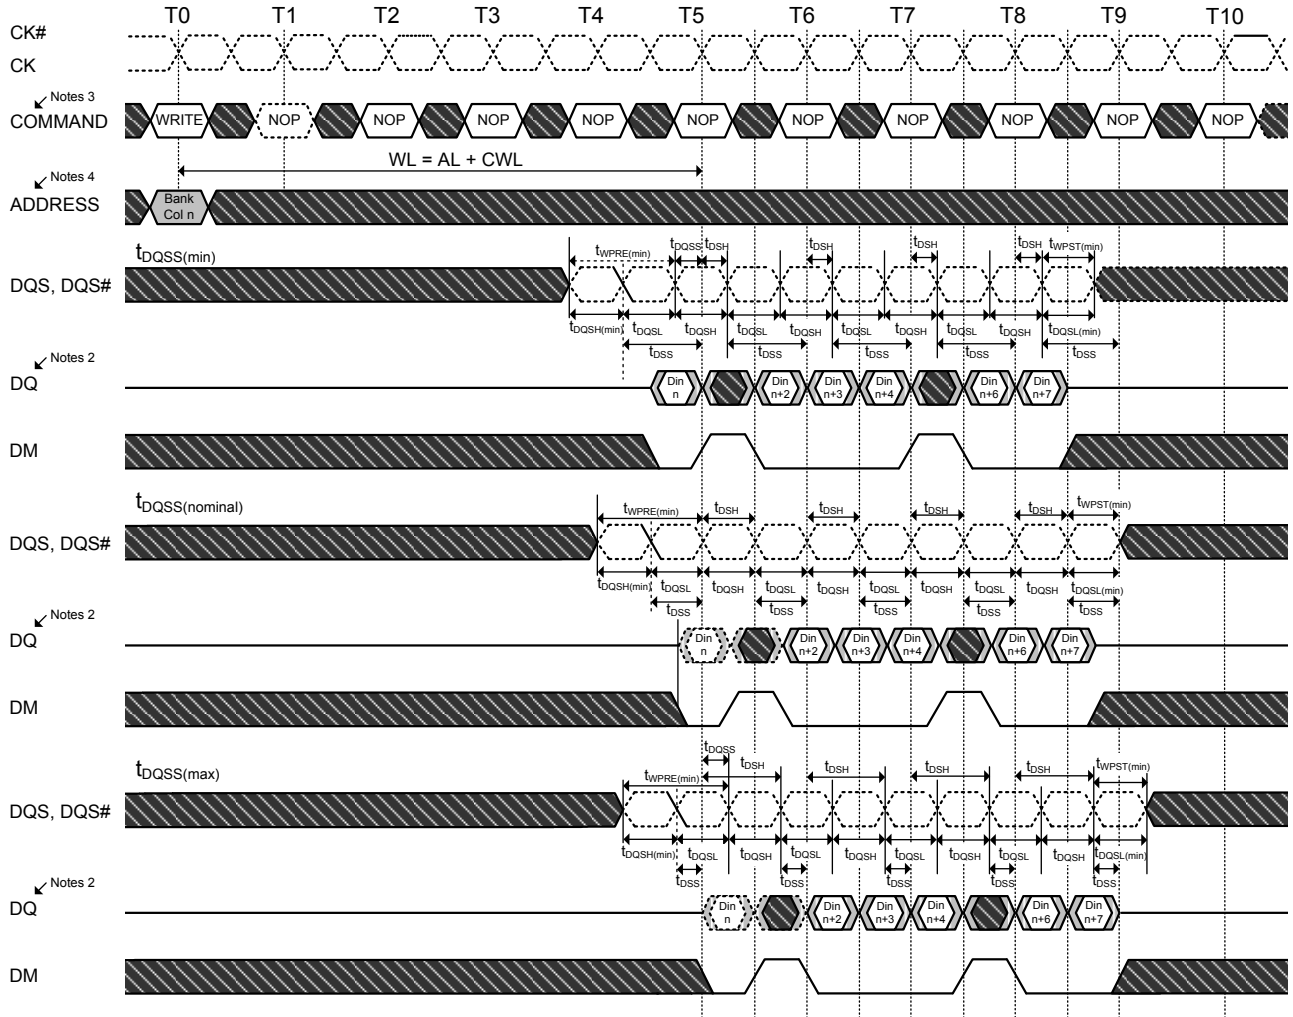 T0 T1 T2 T3 T4 T5 T6 T7 T8 T9 T10
CK#
CK
Notes 3
COMMAND WRITE NOP NOP NOP NOP NOP NOP NOP NOP NOP NOP
WL = AL + CWL
Notes 4
ADDRESS Bank
Col n
tDQSS(min) tWPRE(min) tDQSS tDSH tDSH tDSH tDSH tWPST(min)
DQS, DQS#
tDQSH(min) tDQSL tDQSH tDQSL tDQSH tDQSL tDQSH tDQSL tDQSH tDQSL(min)
tDSS tDSS tDSS tDSS tDSS
Notes 2
DQ Din Din Din Din Din Din
n n+2 n+3 n+4 n+6 n+7
DM
tDQSS(nominal) tWPRE(min) tDSH tDSH tDSH tDSH tWPST(min)
DQS, DQS#
tDQSH(min) tDQSL tDQSH tDQSL tDQSH tDQSL tDQSH tDQSL tDQSH tDQSL(min)
tDSS tDSS tDSS tDSS tDSS
Notes 2
DQ Din Din Din Din Din Din
n n+2 n+3 n+4 n+6 n+7
DM
tDQSS
tDQSS(max) tWPRE(min) tDSH tDSH tDSH tDSH tWPST(min)
DQS, DQS#
tDQSH(min) tDQSL tDQSH tDQSL tDQSH tDQSL tDQSH tDQSL tDQSH tDQSL(min)
tDSS tDSS tDSS tDSS tDSS
Notes 2
DQ Din Din Din Din Din Din
n n+2 n+3 n+4 n+6 n+7
DM